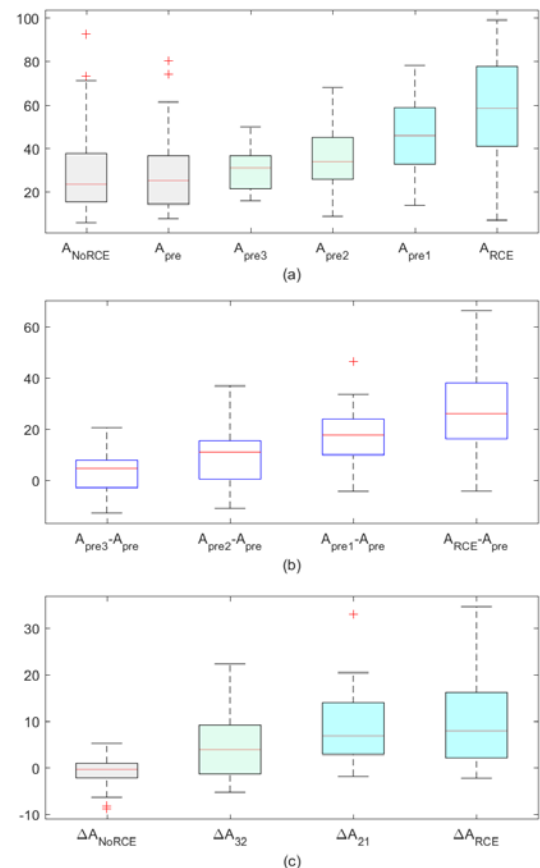 100
80
60
40
20
A_NoRCE A_pre A_pre3 A_pre2 A_pre1 A_RCE
(a)
60
40
20
0
A_pre3-A_pre A_pre2-A_pre A_pre1-A_pre A_RCE-A_pre
(b)
30
20
10
0
-10
ΔA_NoRCE ΔA_32 ΔA_21 ΔA_RCE
(c)